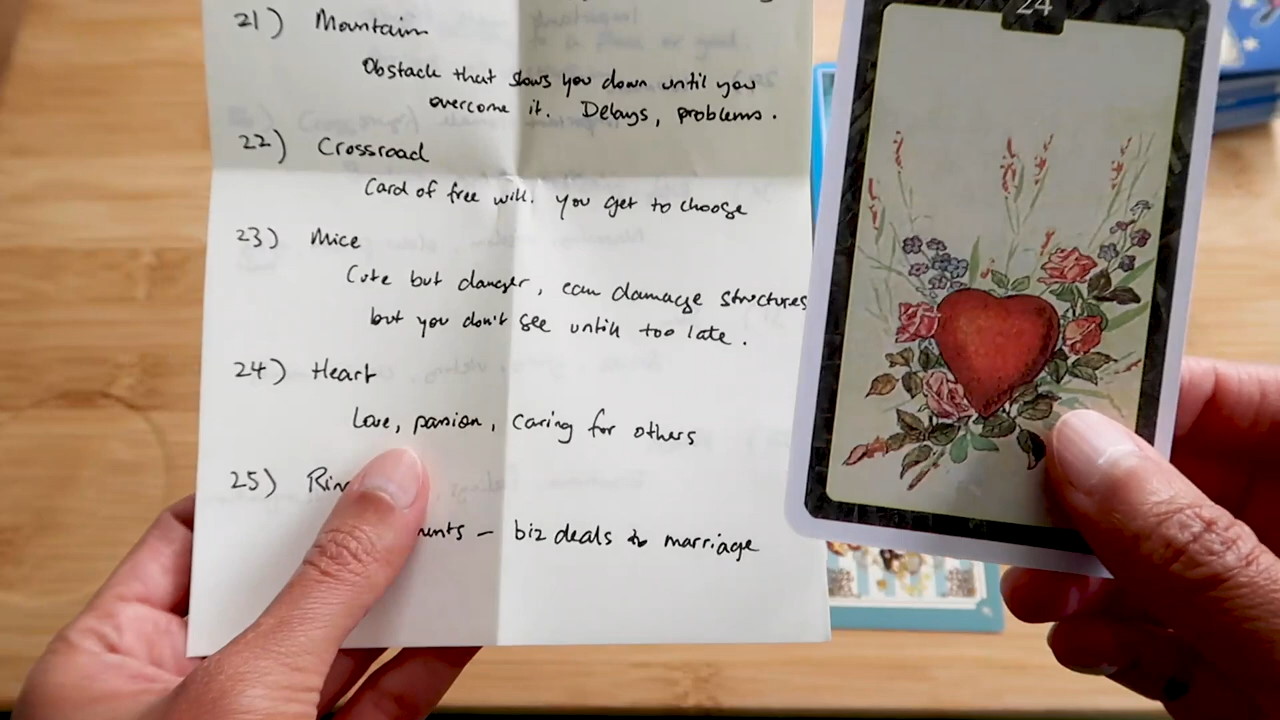 21) Mountain
Obstacle that slows you down until you
overcome it. Delays, problems.
22) Crossroad
Card of free will. you get to choose
23) Mice
Cute but danger, can damage structures
but you don't see until too late.
24) Heart
Love, passion, caring for others
25) Rin
ments – biz deals to marriage
24